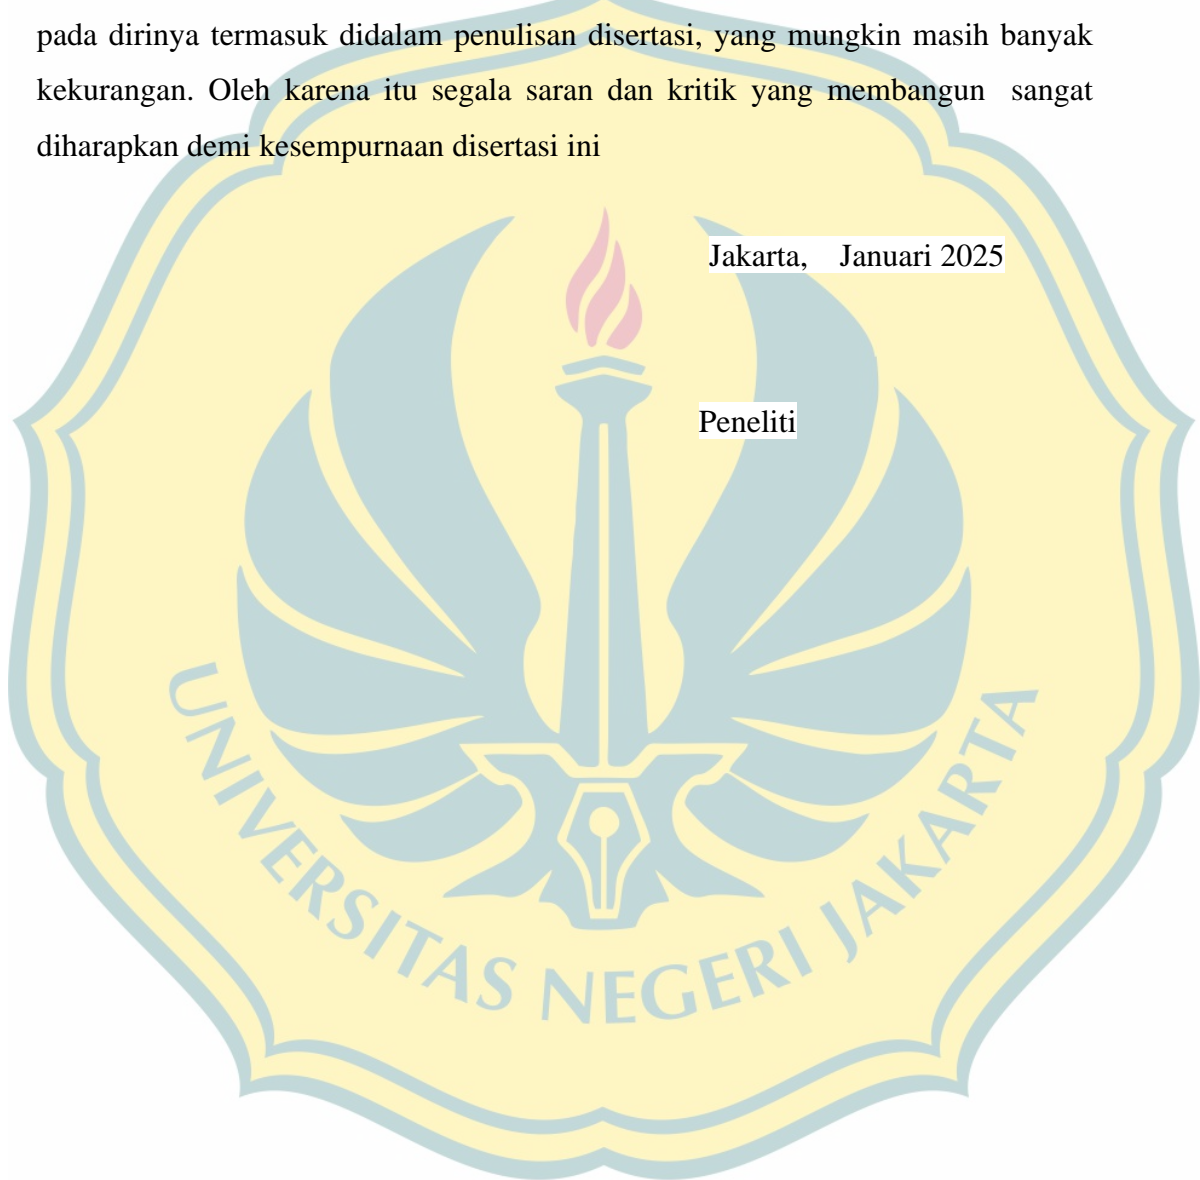 pada dirinya termasuk didalam penulisan disertasi, yang mungkin masih banyak
kekurangan. Oleh karena itu segala saran dan kritik yang membangun sangat
diharapkan demi kesempurnaan disertasi ini
Jakarta, Januari 2025
Peneliti
UNIVERSITAS NEGERI JAKARTA